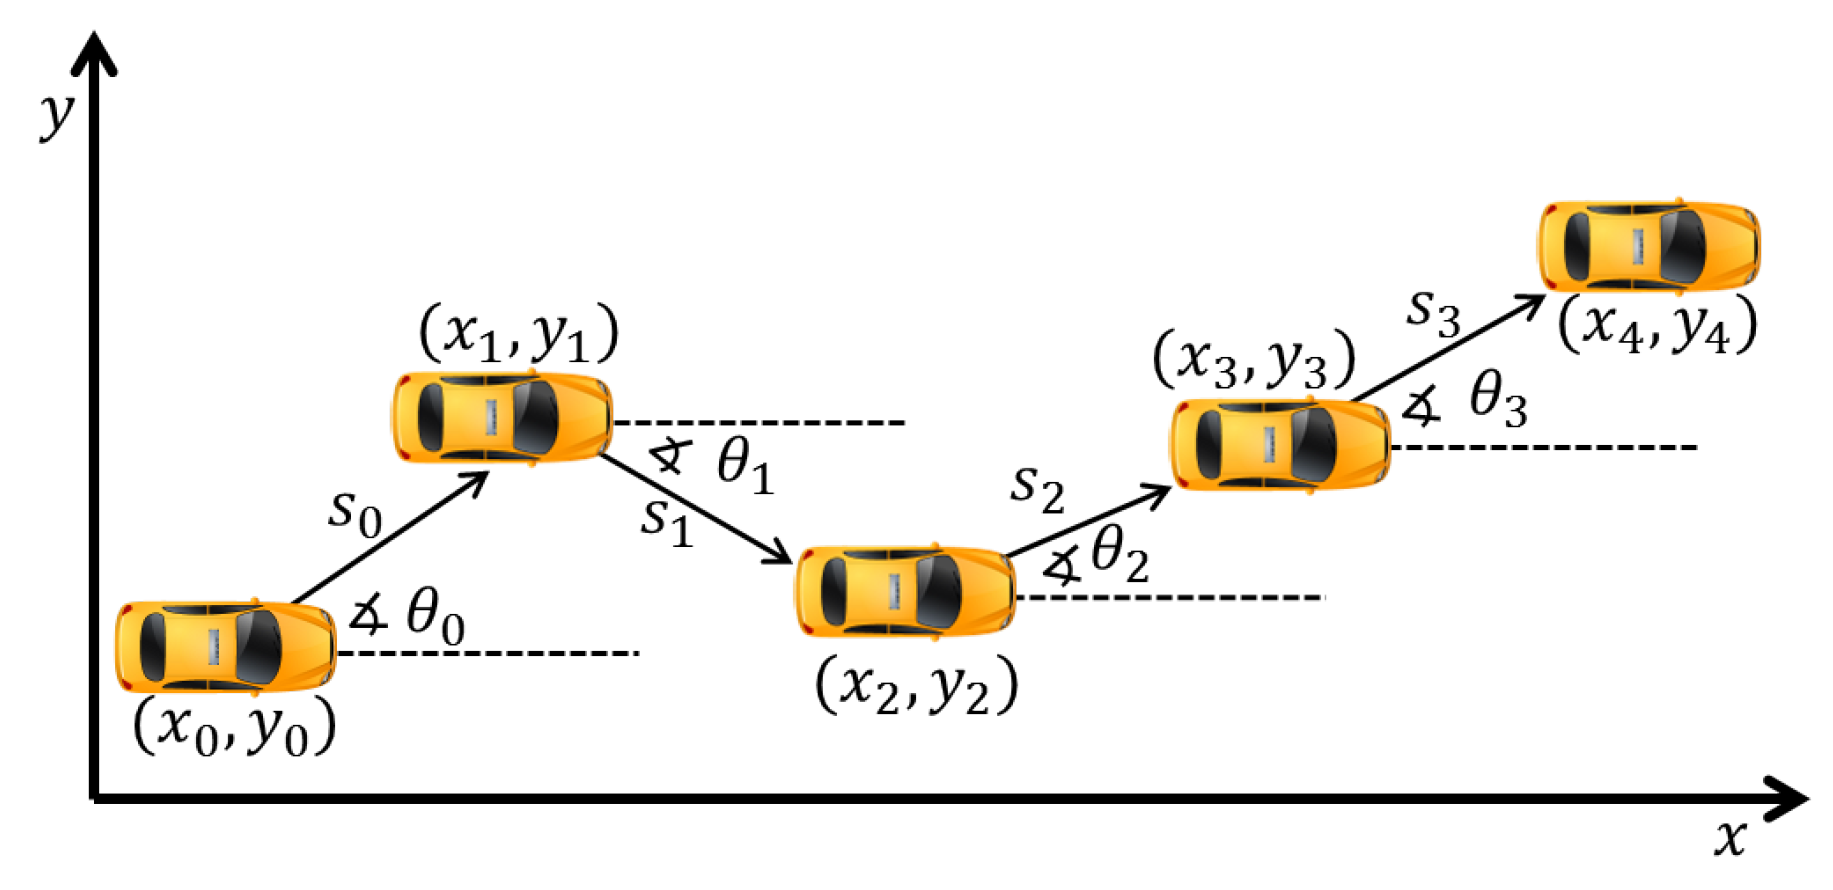 y
(x₁, y₁)
s₀
θ₀
(x₀, y₀)
θ₁
s₁
(x₂, y₂)
s₂
θ₂
(x₃, y₃)
s₃
θ₃
(x₄, y₄)
x